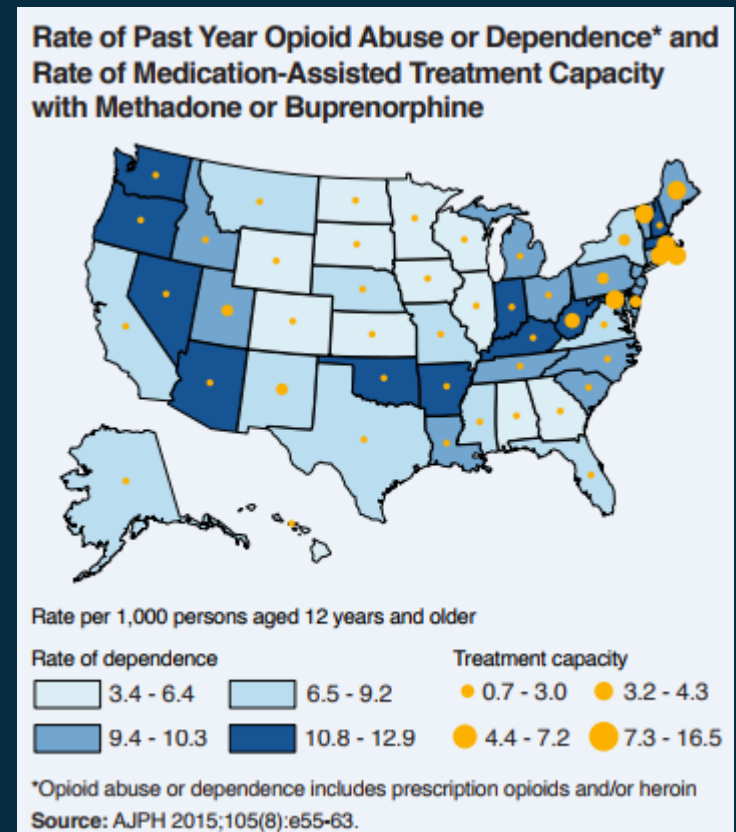 Rate of Past Year Opioid Abuse or Dependence* and
Rate of Medication-Assisted Treatment Capacity
with Methadone or Buprenorphine
Rate per 1,000 persons aged 12 years and older
Rate of dependence
3.4 - 6.4
6.5 - 9.2
9.4 - 10.3
10.8 - 12.9
Treatment capacity
0.7 - 3.0
3.2 - 4.3
4.4 - 7.2
7.3 - 16.5
*Opioid abuse or dependence includes prescription opioids and/or heroin
Source: AJPH 2015;105(8):e55-63.